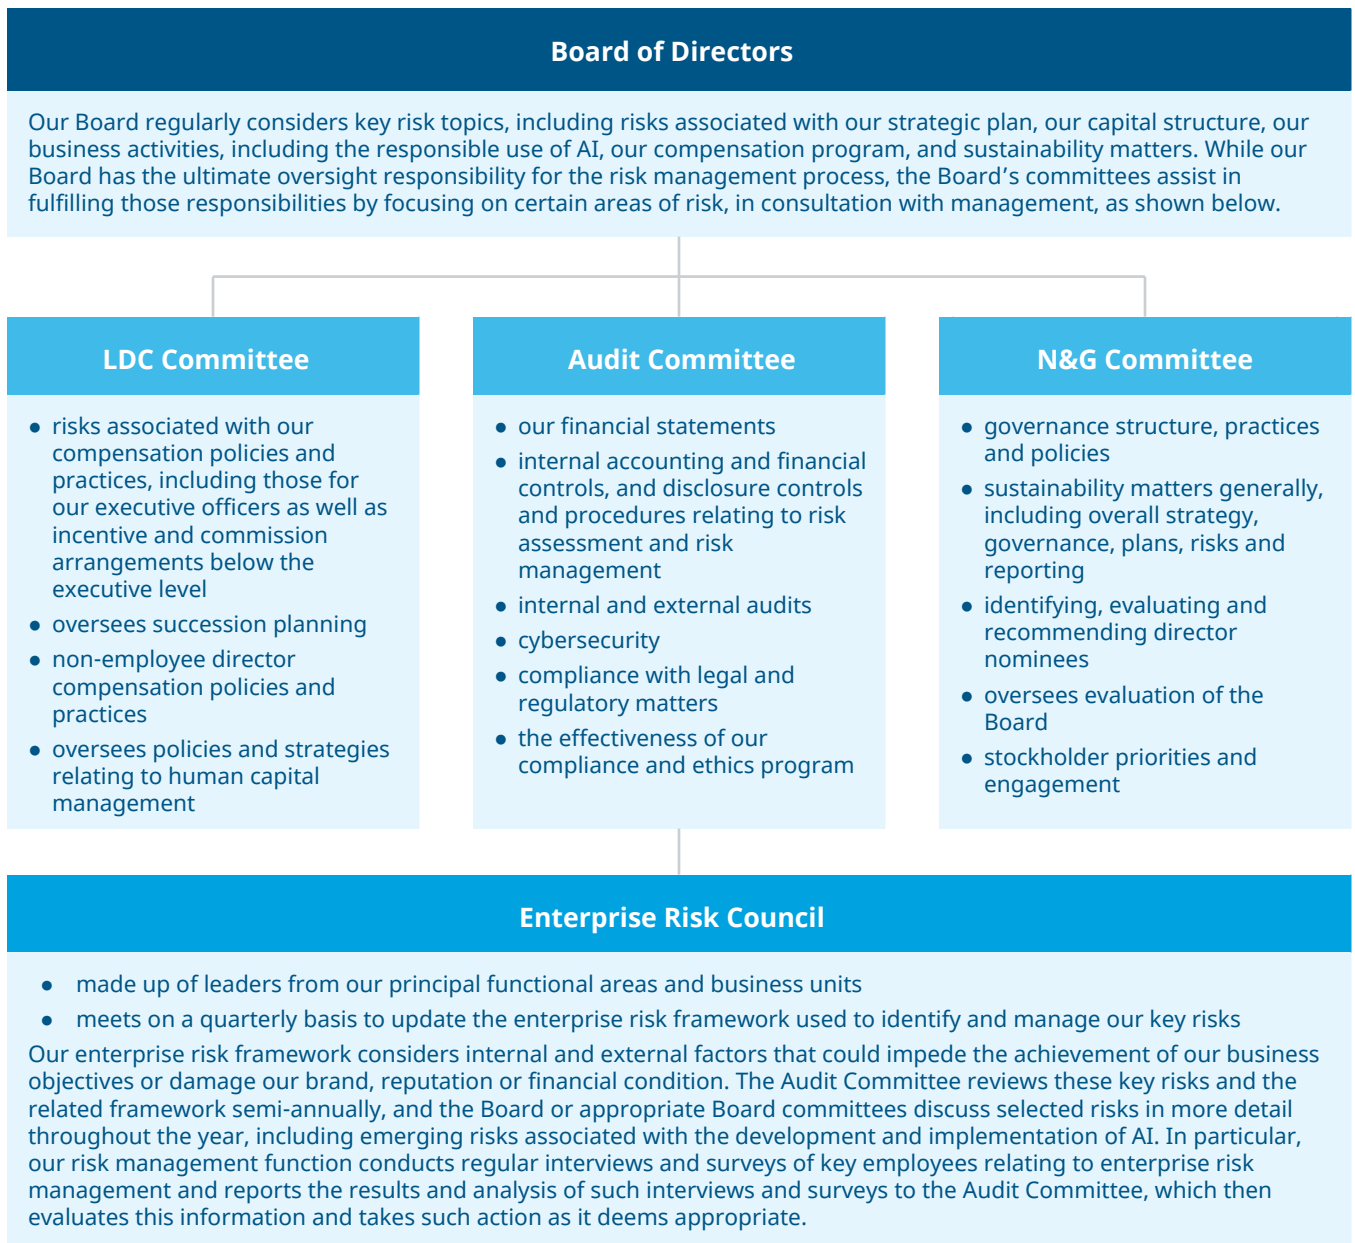 Board of Directors
Our Board regularly considers key risk topics, including risks associated with our strategic plan, our capital structure, our
business activities, including the responsible use of AI, our compensation program, and sustainability matters. While our
Board has the ultimate oversight responsibility for the risk management process, the Board’s committees assist in
fulfilling those responsibilities by focusing on certain areas of risk, in consultation with management, as shown below.
LDC Committee
● risks associated with our
compensation policies and
practices, including those for
our executive officers as well as
incentive and commission
arrangements below the
executive level
● oversees succession planning
● non-employee director
compensation policies and
practices
● oversees policies and strategies
relating to human capital
management
Audit Committee
● our financial statements
● internal accounting and financial
controls, and disclosure controls
and procedures relating to risk
assessment and risk
management
● internal and external audits
● cybersecurity
● compliance with legal and
regulatory matters
● the effectiveness of our
compliance and ethics program
N&G Committee
● governance structure, practices
and policies
● sustainability matters generally,
including overall strategy,
governance, plans, risks and
reporting
● identifying, evaluating and
recommending director
nominees
● oversees evaluation of the
Board
● stockholder priorities and
engagement
Enterprise Risk Council
● made up of leaders from our principal functional areas and business units
● meets on a quarterly basis to update the enterprise risk framework used to identify and manage our key risks
Our enterprise risk framework considers internal and external factors that could impede the achievement of our business
objectives or damage our brand, reputation or financial condition. The Audit Committee reviews these key risks and the
related framework semi-annually, and the Board or appropriate Board committees discuss selected risks in more detail
throughout the year, including emerging risks associated with the development and implementation of AI. In particular,
our risk management function conducts regular interviews and surveys of key employees relating to enterprise risk
management and reports the results and analysis of such interviews and surveys to the Audit Committee, which then
evaluates this information and takes such action as it deems appropriate.